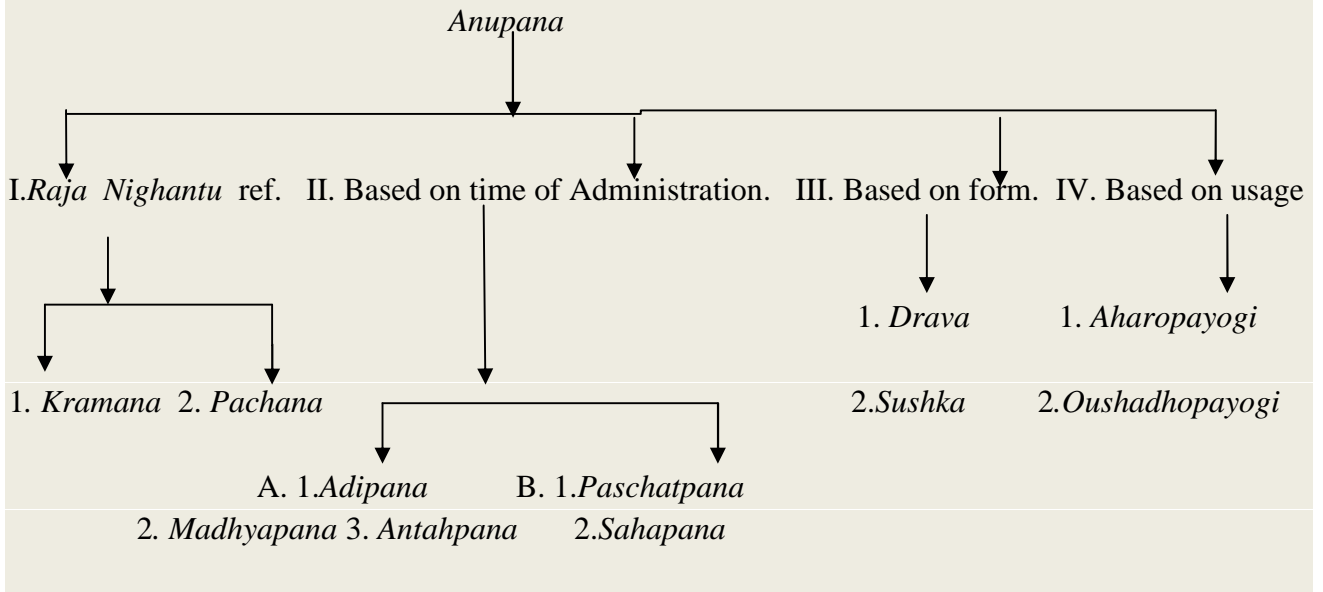 Anupana
I.Raja Nighantu ref. II. Based on time of Administration. III. Based on form. IV. Based on usage
1. Drava 1. Aharopayogi
1. Kramana 2. Pachana 2.Sushka 2.Oushadhopayogi
A. 1.Adipana B. 1.Paschatpana
2. Madhyapana 3. Antahpana 2.Sahapana